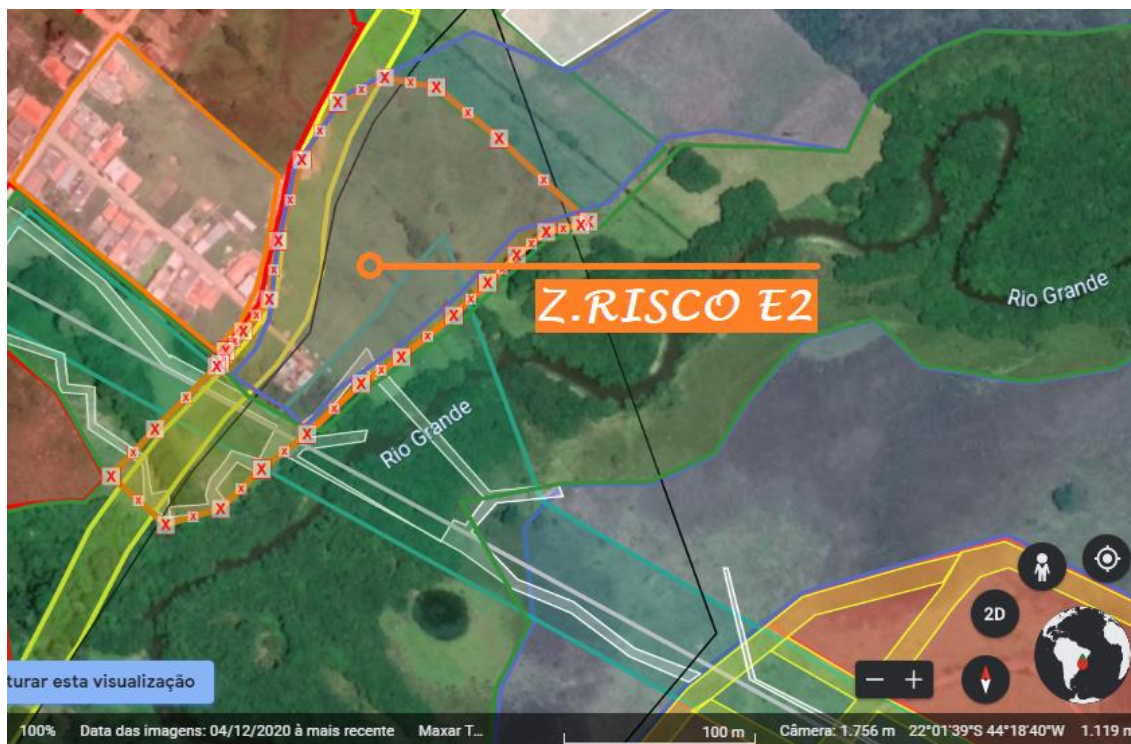 Z.RISCO E2
Rio Grande
Rio Grande
2D
turar esta visualização
100%
Data das imagens: 04/12/2020 à mais recente
Maxar T...
100 m
Câmera: 1.756 m
22°01'39"S 44°18'40"W
1.119 m